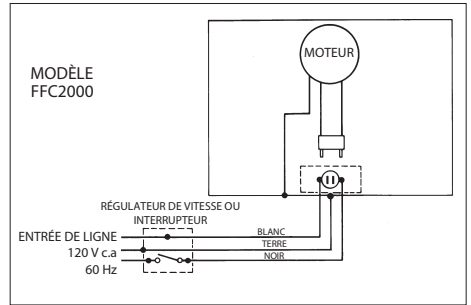 MOTEUR
MODÈLE
FFC2000
RÉGULATEUR DE VITESSE OU
INTERRUPTEUR
ENTRÉE DE LIGNE
120 V c.a
60 Hz
BLANC
TERRE
NOIR